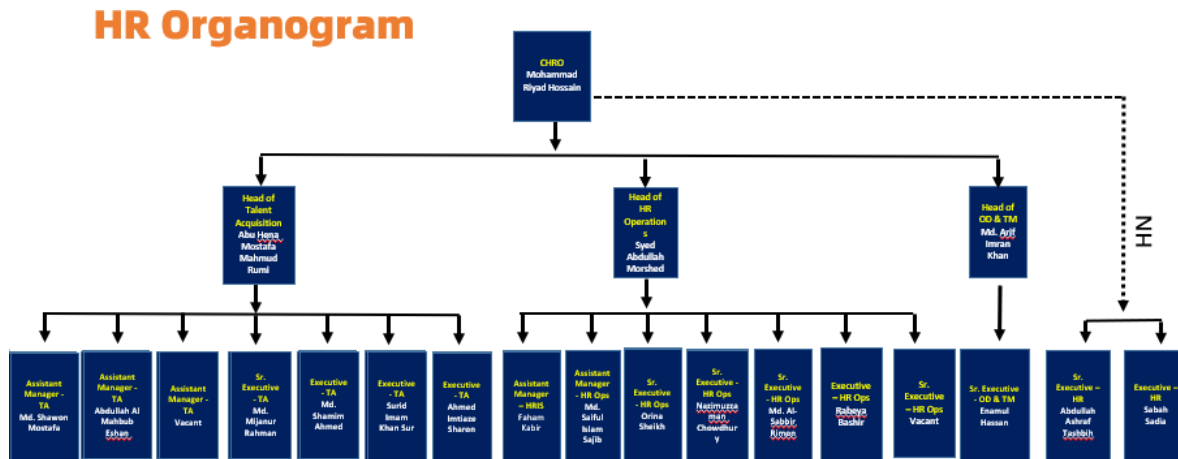 HR Organogram
CHRO
Mohammad
Riyad Hossain
Head of
Talent
Acquisition
Abu Hena
Mostafa
Mahmud
Rumi
Head of
HR
Operation
s
Syed
Abdullah
Morshed
Head of
OD & TM
Md. Arif
Imran
Khan
HN
Assistant
Manager -
TA
Md. Shawon
Mostafa
Assistant
Manager -
TA
Abdullah Al
Mahbub
Eshan
Assistant
Manager -
TA
Vacant
Sr.
Executive
- TA
Md.
Mijanur
Rahman
Executive
- TA
Md.
Shamim
Ahmed
Executive
- TA
Surid
Imam
Khan Sur
Executive
- TA
Ahmed
Imtieze
Sharon
Assistant
Manager
– HRIS
Faham
Kabir
Assistant
Manager
- HR Ops
Md.
Saiful
Islam
Sajib
Sr.
Executive
- HR Ops
Orina
Sheikh
Sr.
Executive -
HR Ops
Nazimuzza
man
Chowdhur
y
Sr.
Executive
- HR Ops
Md. Al-
Sabbir
Rimon
Executive
– HR Ops
Rabeya
Bashir
Sr.
Executive
– HR Ops
Vacant
Sr. Executive
- OD & TM
Enamul
Hassan
Sr.
Executive –
HR
Abdullah
Ashraf
Tashbih
Executive –
HR
Sabah
Sadia